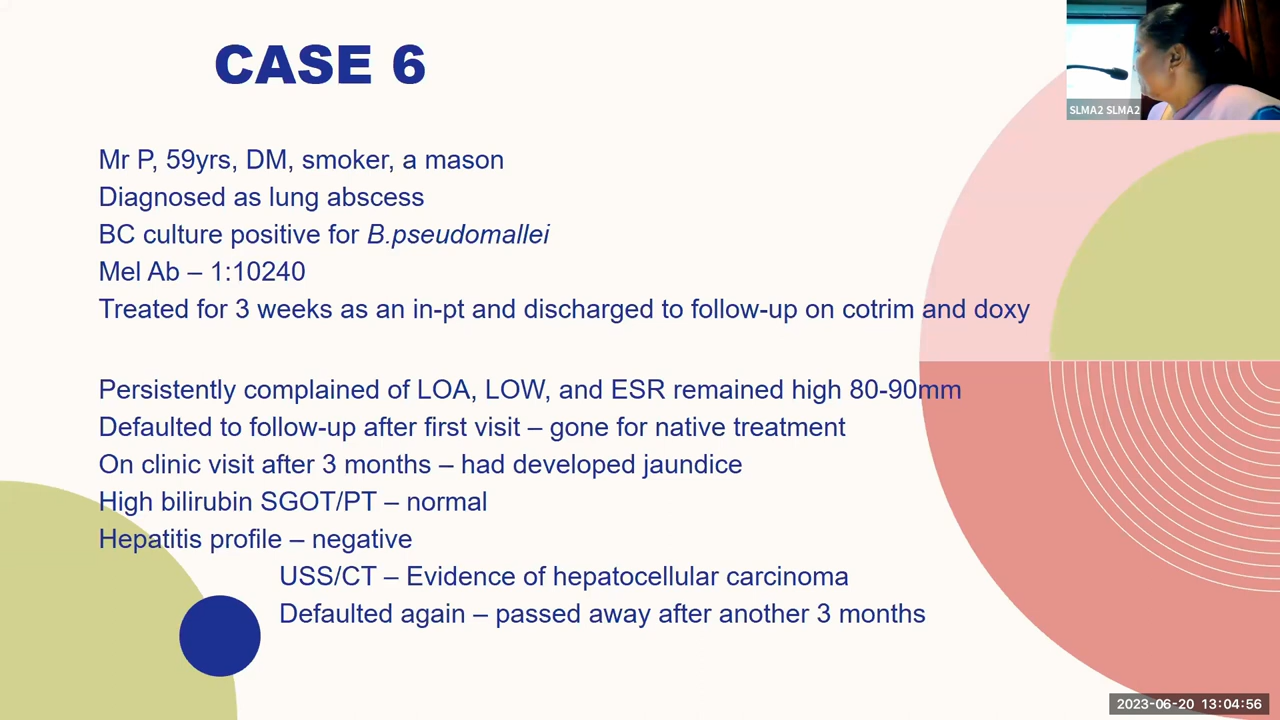 CASE 6
SLMA2 SLMA2
Mr P, 59yrs, DM, smoker, a mason
Diagnosed as lung abscess
BC culture positive for B.pseudomallei
Mel Ab – 1:10240
Treated for 3 weeks as an in-pt and discharged to follow-up on cotrim and doxy
Persistently complained of LOA, LOW, and ESR remained high 80-90mm
Defaulted to follow-up after first visit – gone for native treatment
On clinic visit after 3 months – had developed jaundice
High bilirubin SGOT/PT – normal
Hepatitis profile – negative
USS/CT – Evidence of hepatocellular carcinoma
Defaulted again – passed away after another 3 months
2023-06-20 13:04:56